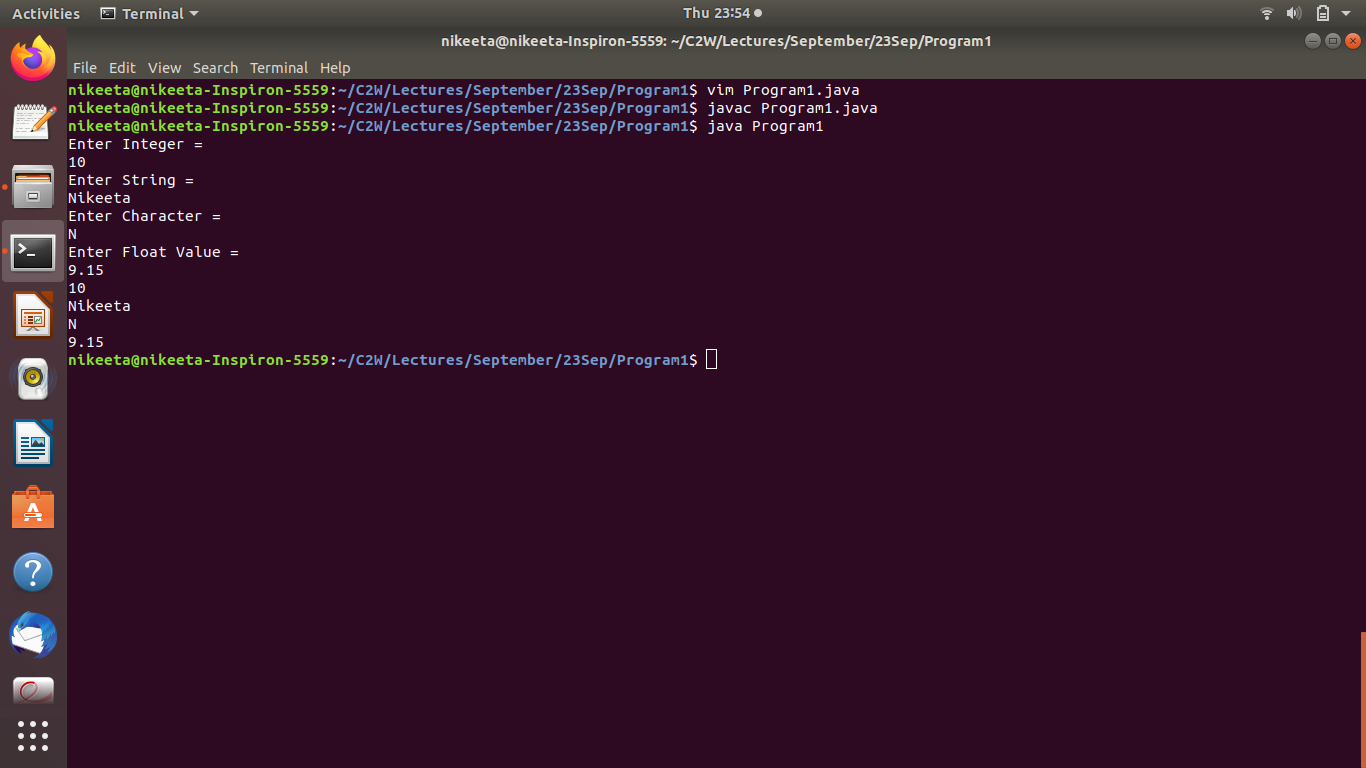 Activities Terminal Thu 23:54
nikeeta@nikeeta-Inspiron-5559: ~/C2W/Lectures/September/23Sep/Program1
File Edit View Search Terminal Help
nikeeta@nikeeta-Inspiron-5559:~/C2W/Lectures/September/23Sep/Program1$ vim Program1.java
nikeeta@nikeeta-Inspiron-5559:~/C2W/Lectures/September/23Sep/Program1$ javac Program1.java
nikeeta@nikeeta-Inspiron-5559:~/C2W/Lectures/September/23Sep/Program1$ java Program1
Enter Integer =
10
Enter String =
Nikeeta
Enter Character =
N
Enter Float Value =
9.15
10
Nikeeta
N
9.15
nikeeta@nikeeta-Inspiron-5559:~/C2W/Lectures/September/23Sep/Program1$